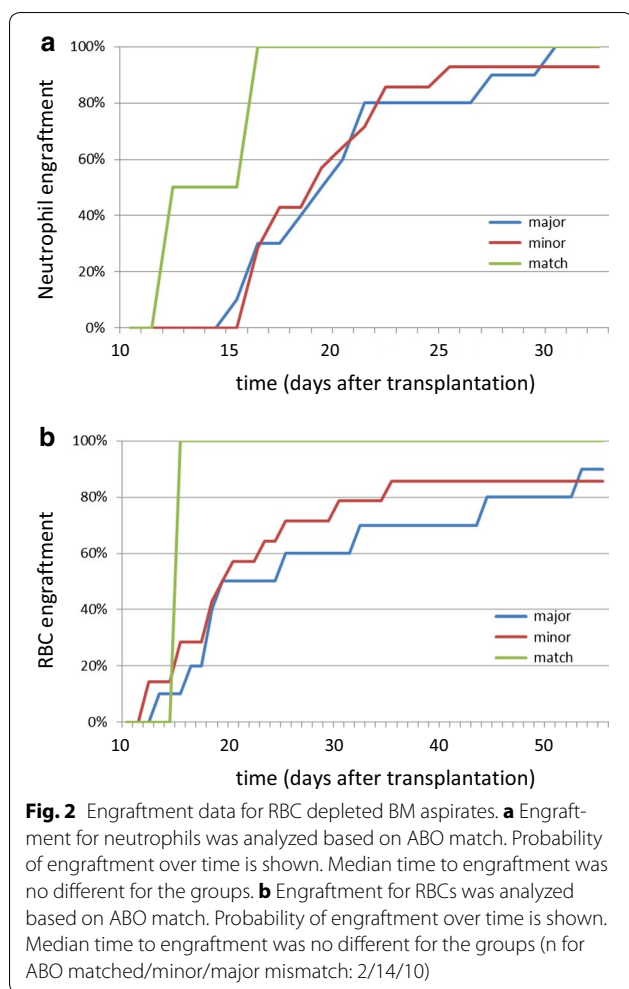 a
100%
80%
60%
40%
20%
0%
Neutrophil engraftment
major
minor
match
10 15 20 25 30
time (days after transplantation)
b
100%
80%
60%
40%
20%
0%
RBC engraftment
major
minor
match
10 20 30 40 50
time (days after transplantation)
Fig. 2 Engraftment data for RBC depleted BM aspirates. a Engraft-
ment for neutrophils was analyzed based on ABO match. Probability
of engraftment over time is shown. Median time to engraftment was
no different for the groups. b Engraftment for RBCs was analyzed
based on ABO match. Probability of engraftment over time is shown.
Median time to engraftment was no different for the groups (n for
ABO matched/minor/major mismatch: 2/14/10)